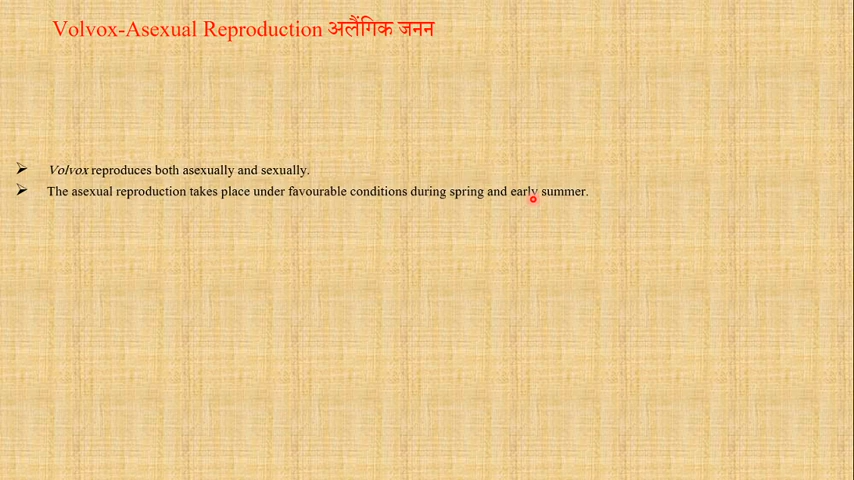 Volvox-Asexual Reproduction अलैंगिक जनन
Volvox reproduces both asexually and sexually.
The asexual reproduction takes place under favourable conditions during spring and early summer.